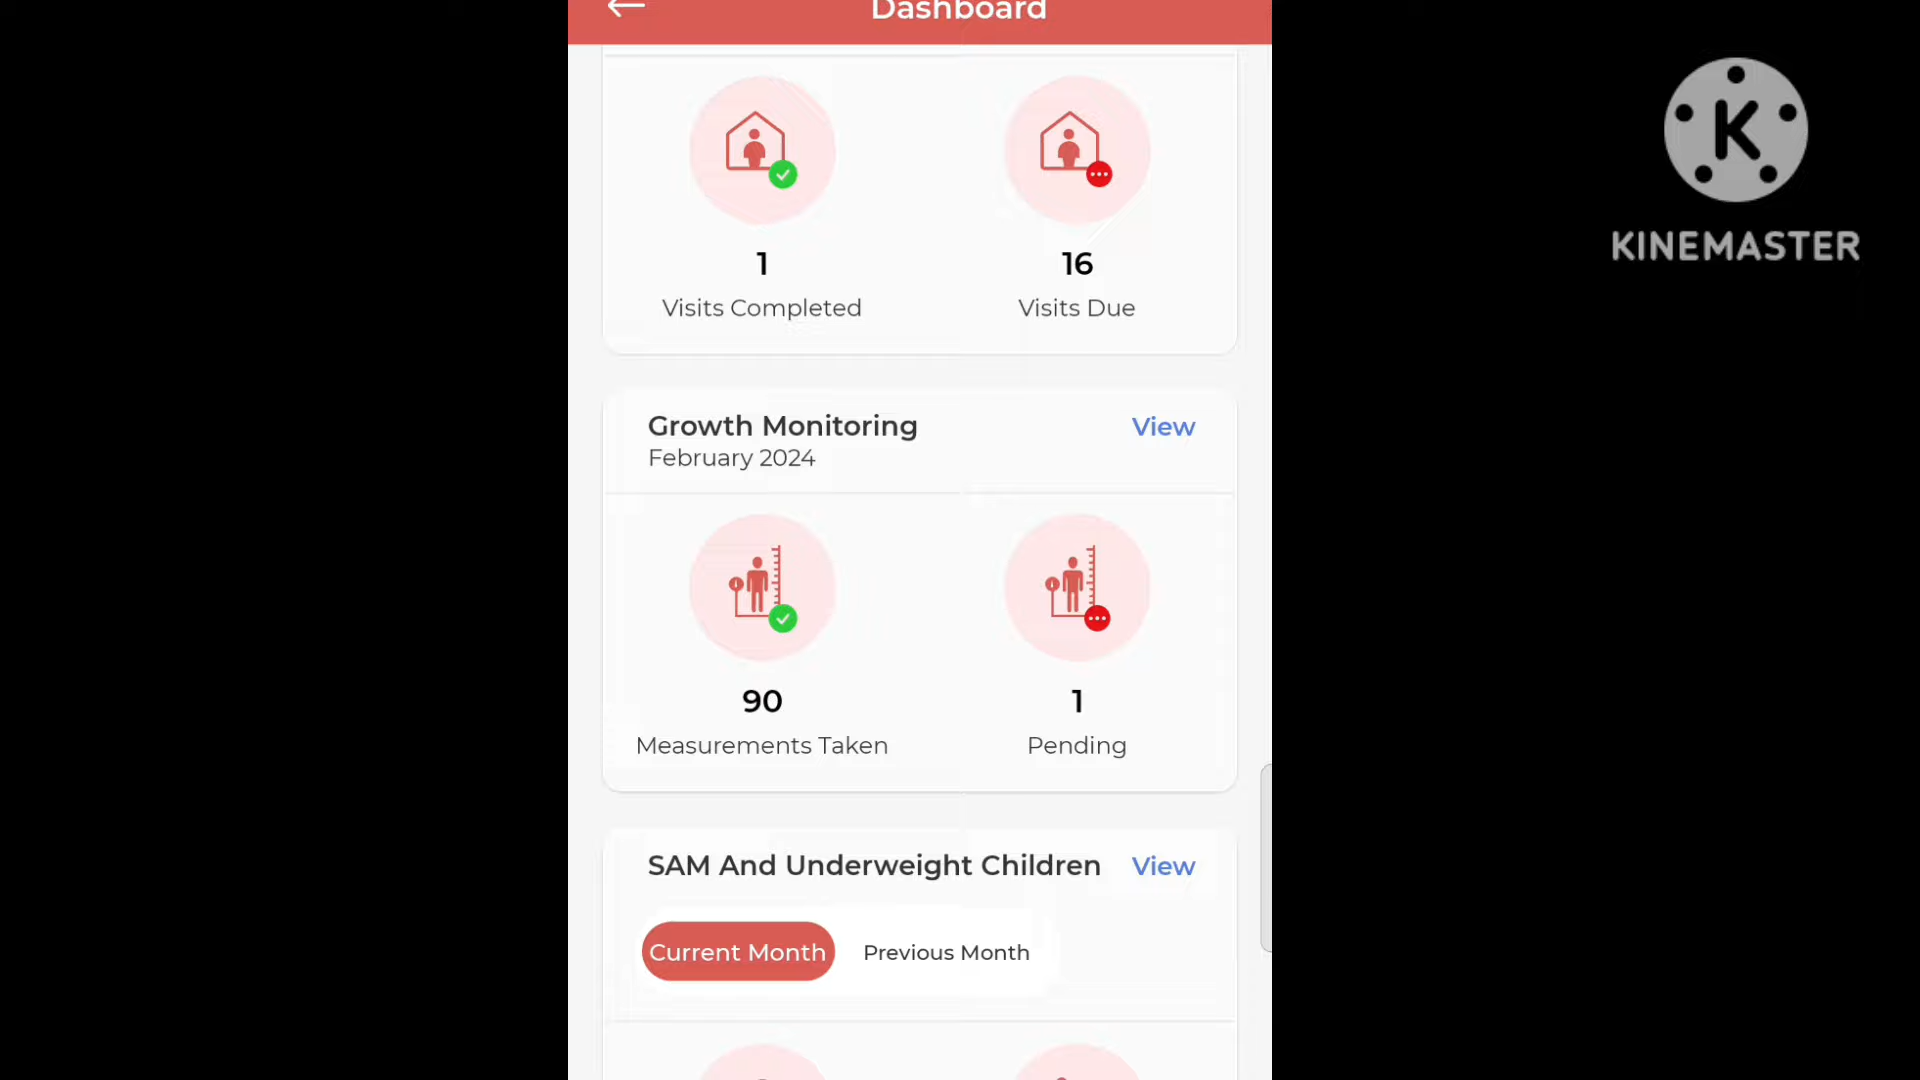 Dashboard
1
16
Visits Completed
Visits Due
Growth Monitoring
View
February 2024
90
1
Measurements Taken
Pending
SAM And Underweight Children
View
Current Month
Previous Month
K
KINEMASTER